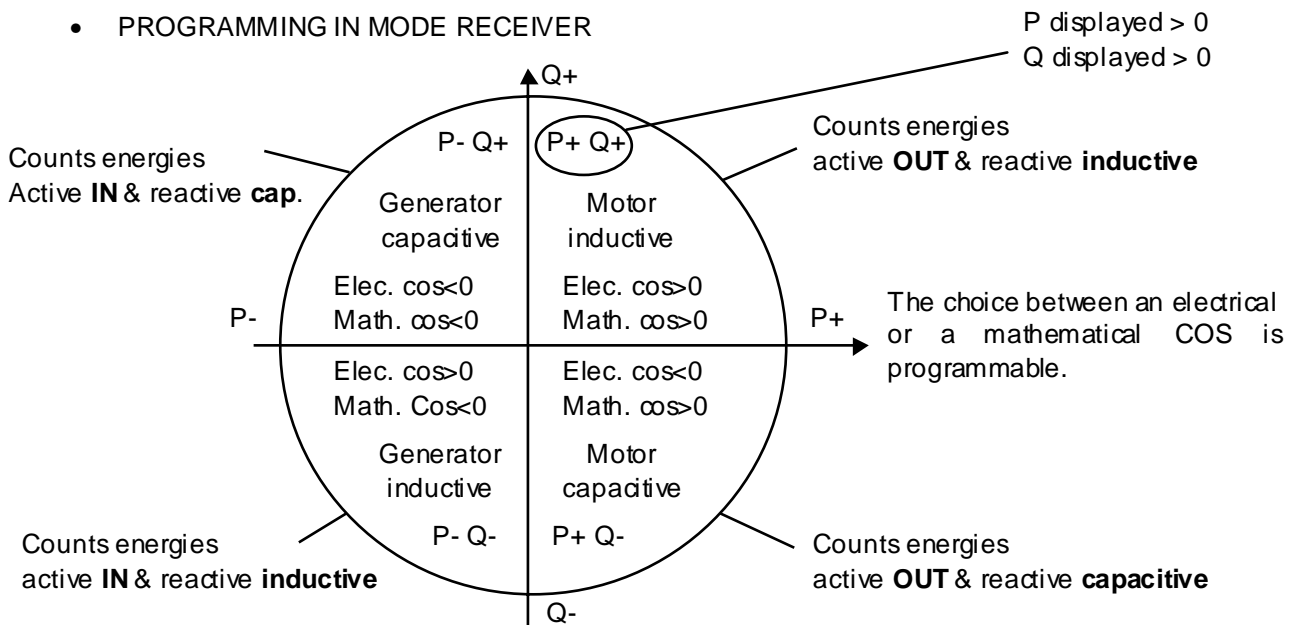 • PROGRAMMING IN MODE RECEIVER
P displayed > 0
Q displayed > 0
Q+
Counts energies
Active IN & reactive cap.
P- Q+
P+ Q+
Counts energies
active OUT & reactive inductive
Generator
capacitive
Motor
inductive
Elec. cos<0
Math. cos<0
Elec. cos>0
Math. cos>0
P-
P+
The choice between an electrical
or a mathematical COS is
programmable.
Elec. cos>0
Math. Cos<0
Elec. cos<0
Math. cos>0
Generator
inductive
Motor
capacitive
P- Q-
P+ Q-
Counts energies
active IN & reactive inductive
Counts energies
active OUT & reactive capacitive
Q-